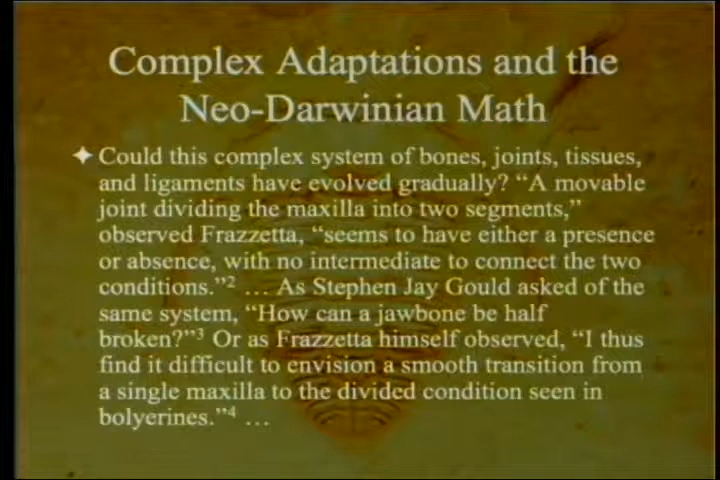 Complex Adaptations and the
Neo-Darwinian Math
Could this complex system of bones, joints, tissues,
and ligaments have evolved gradually? “A movable
joint dividing the maxilla into two segments,”
observed Frazzetta, “seems to have either a presence
or absence, with no intermediate to connect the two
conditions.”² … As Stephen Jay Gould asked of the
same system, “How can a jawbone be half
broken?”³ Or as Frazzetta himself observed, “I thus
find it difficult to envision a smooth transition from
a single maxilla to the divided condition seen in
bolyerines.”⁴ …